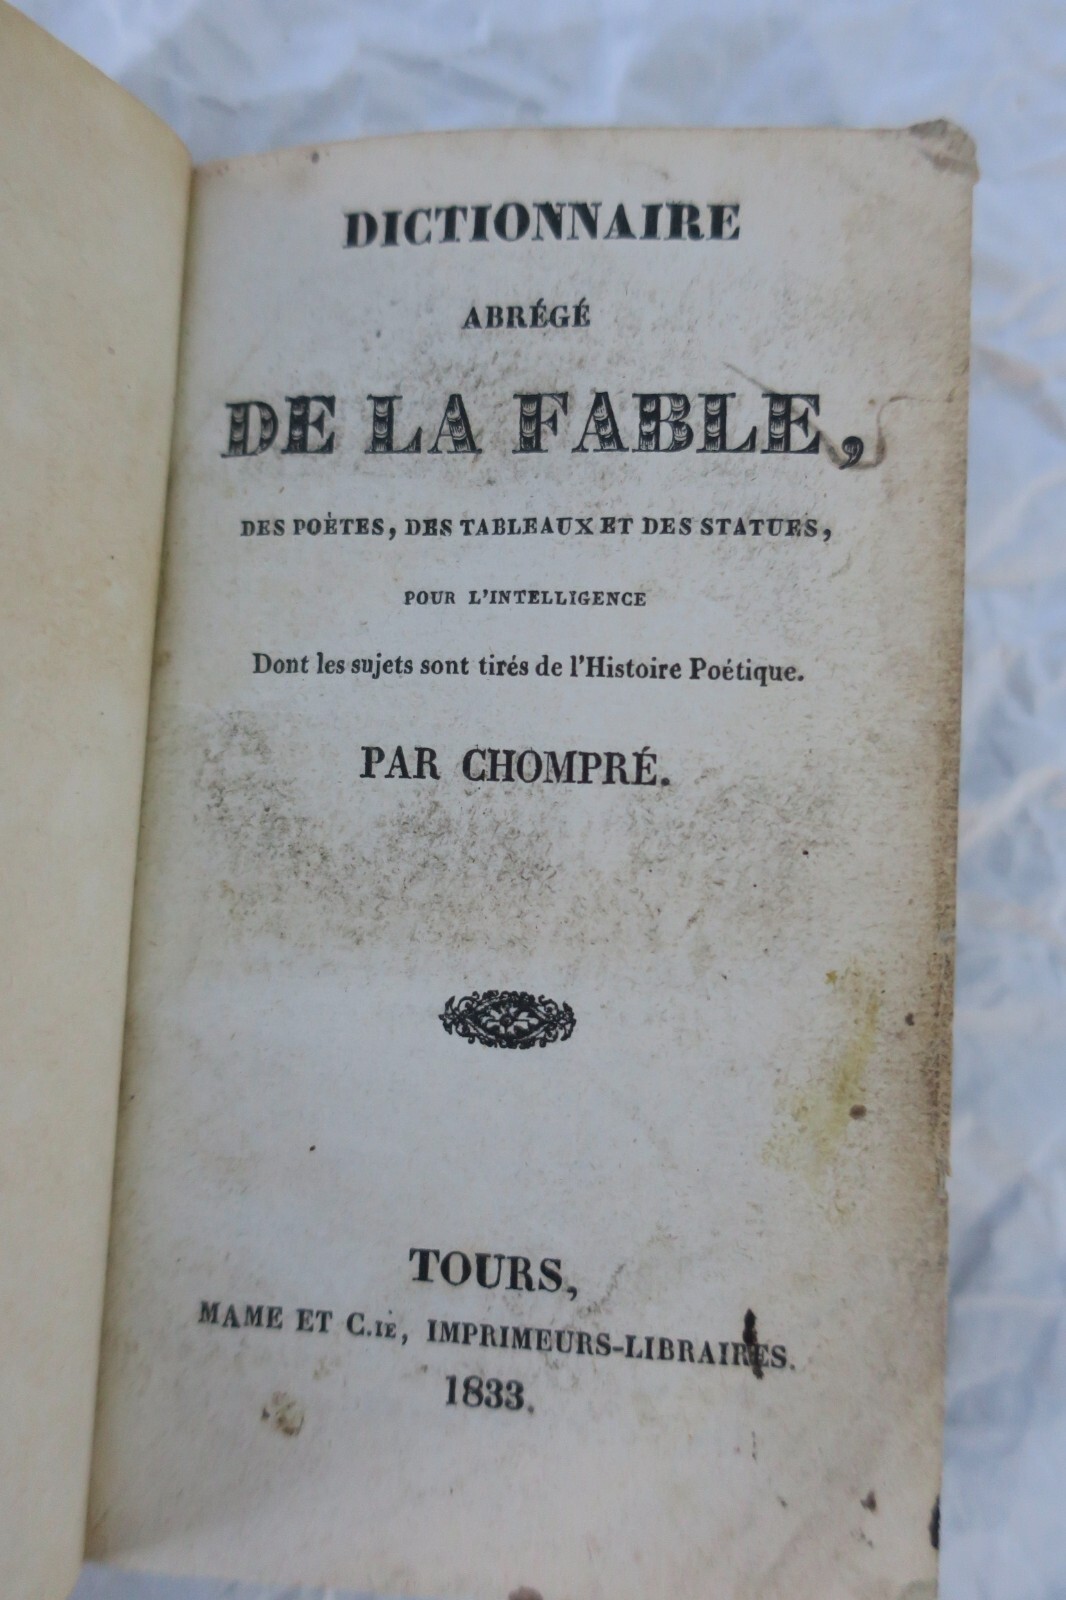 DICTIONNAIRE
ABRÉGÉ
DE LA FABLE,
DES POÈTES, DES TABLEAUX ET DES STATUES,
POUR L'INTELLIGENCE
Dont les sujets sont tirés de l'Histoire Poétique.
PAR CHOMPRÉ.
TOURS,
MAME ET C.IE, IMPRIMEURS-LIBRAIRES.
1833.